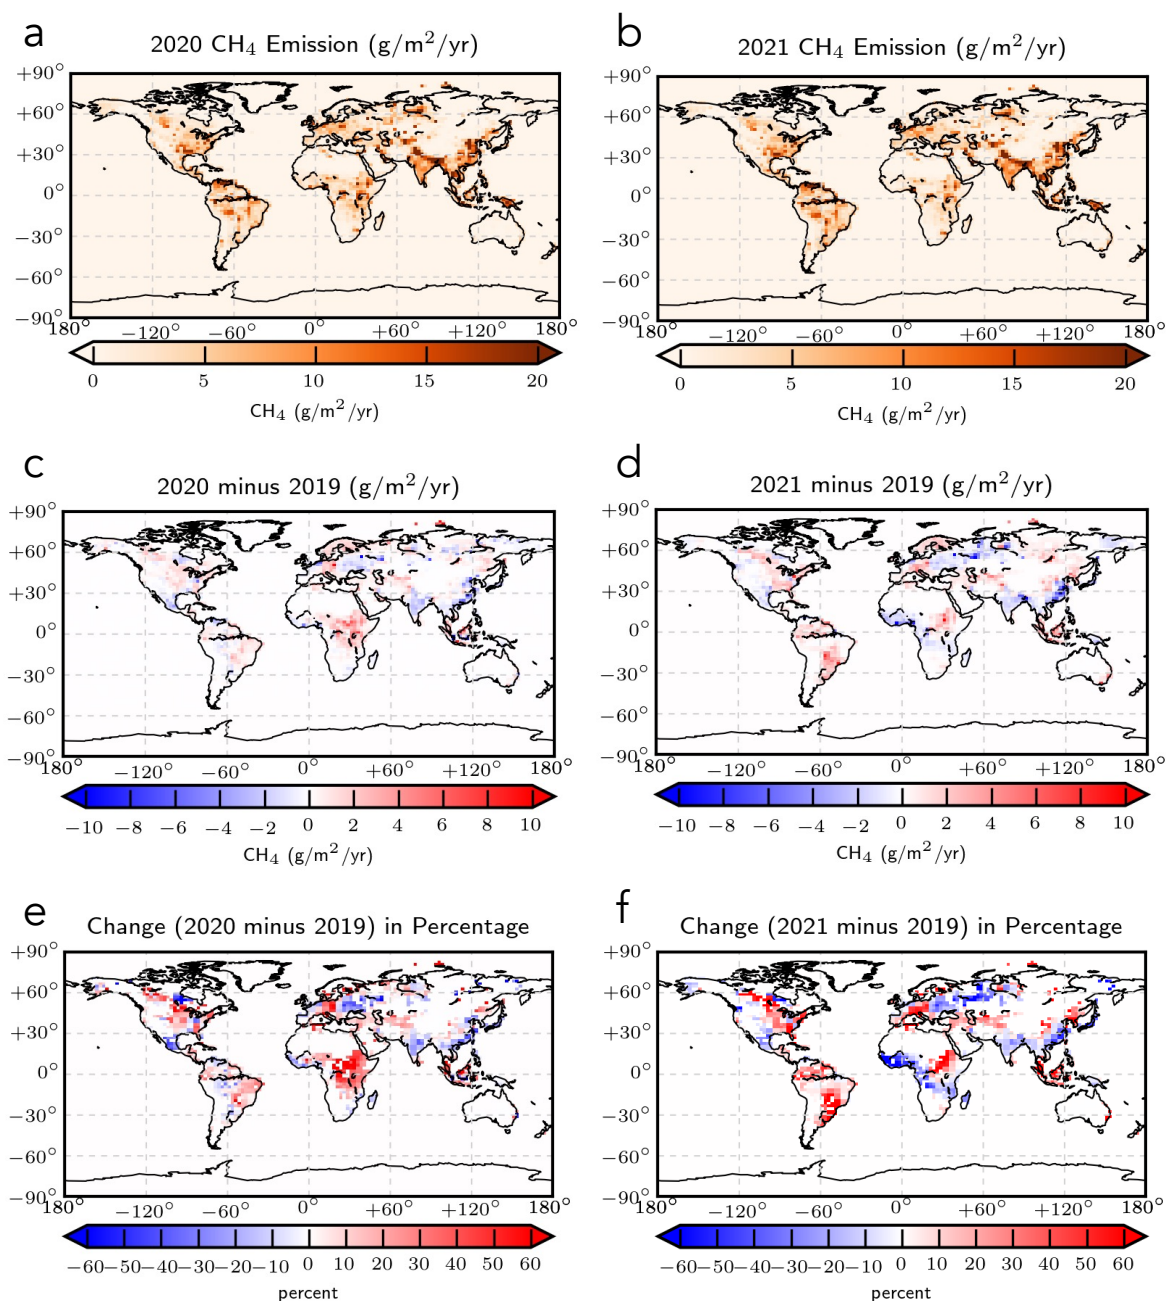 a
2020 CH₄ Emission (g/m²/yr)
+90°
+60°
+30°
0°
−30°
−60°
−90°
180° −120° −60° 0° +60° +120° 180°
0 5 10 15 20
CH₄ (g/m²/yr)
b
2021 CH₄ Emission (g/m²/yr)
+90°
+60°
+30°
0°
−30°
−60°
−90°
180° −120° −60° 0° +60° +120° 180°
0 5 10 15 20
CH₄ (g/m²/yr)
c
2020 minus 2019 (g/m²/yr)
+90°
+60°
+30°
0°
−30°
−60°
−90°
180° −120° −60° 0° +60° +120° 180°
−10 −8 −6 −4 −2 0 2 4 6 8 10
CH₄ (g/m²/yr)
d
2021 minus 2019 (g/m²/yr)
+90°
+60°
+30°
0°
−30°
−60°
−90°
180° −120° −60° 0° +60° +120° 180°
−10 −8 −6 −4 −2 0 2 4 6 8 10
CH₄ (g/m²/yr)
e
Change (2020 minus 2019) in Percentage
+90°
+60°
+30°
0°
−30°
−60°
−90°
180° −120° −60° 0° +60° +120° 180°
−60 −50 −40 −30 −20 −10 0 10 20 30 40 50 60
percent
f
Change (2021 minus 2019) in Percentage
+90°
+60°
+30°
0°
−30°
−60°
−90°
180° −120° −60° 0° +60° +120° 180°
−60 −50 −40 −30 −20 −10 0 10 20 30 40 50 60
percent